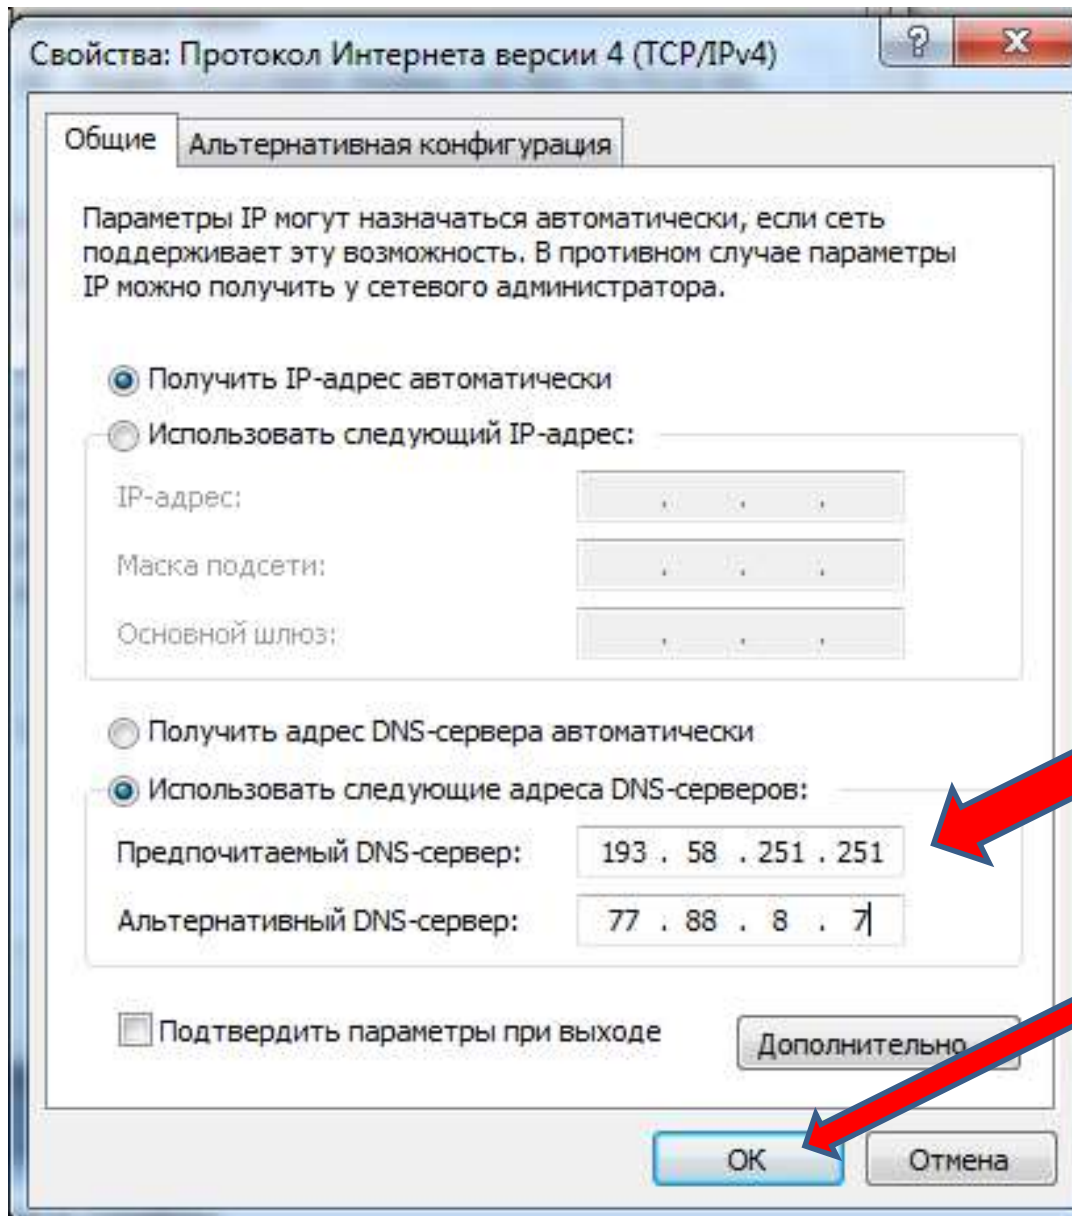 Свойства: Протокол Интернета версии 4 (TCP/IPv4)
?
Общие
Альтернативная конфигурация
Параметры IP могут назначаться автоматически, если сеть
поддерживает эту возможность. В противном случае параметры
IP можно получить у сетевого администратора.
Получить IP-адрес автоматически
Использовать следующий IP-адрес:
IP-адрес:
. . .
Маска подсети:
. . .
Основной шлюз:
. . .
Получить адрес DNS-сервера автоматически
Использовать следующие адреса DNS-серверов:
Предпочитаемый DNS-сервер:
193 . 58 . 251 . 251
Альтернативный DNS-сервер:
77 . 88 . 8 . 7
Подтвердить параметры при выходе
Дополнительно...
ОК
Отмена